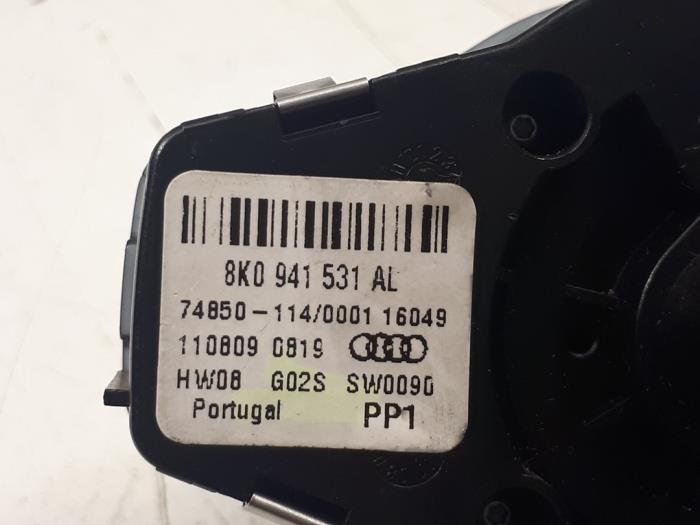 8K0 941 531 AL
74850-114/0001 16049
110809 0819
HW08 G02S SW0090
Portugal PP1